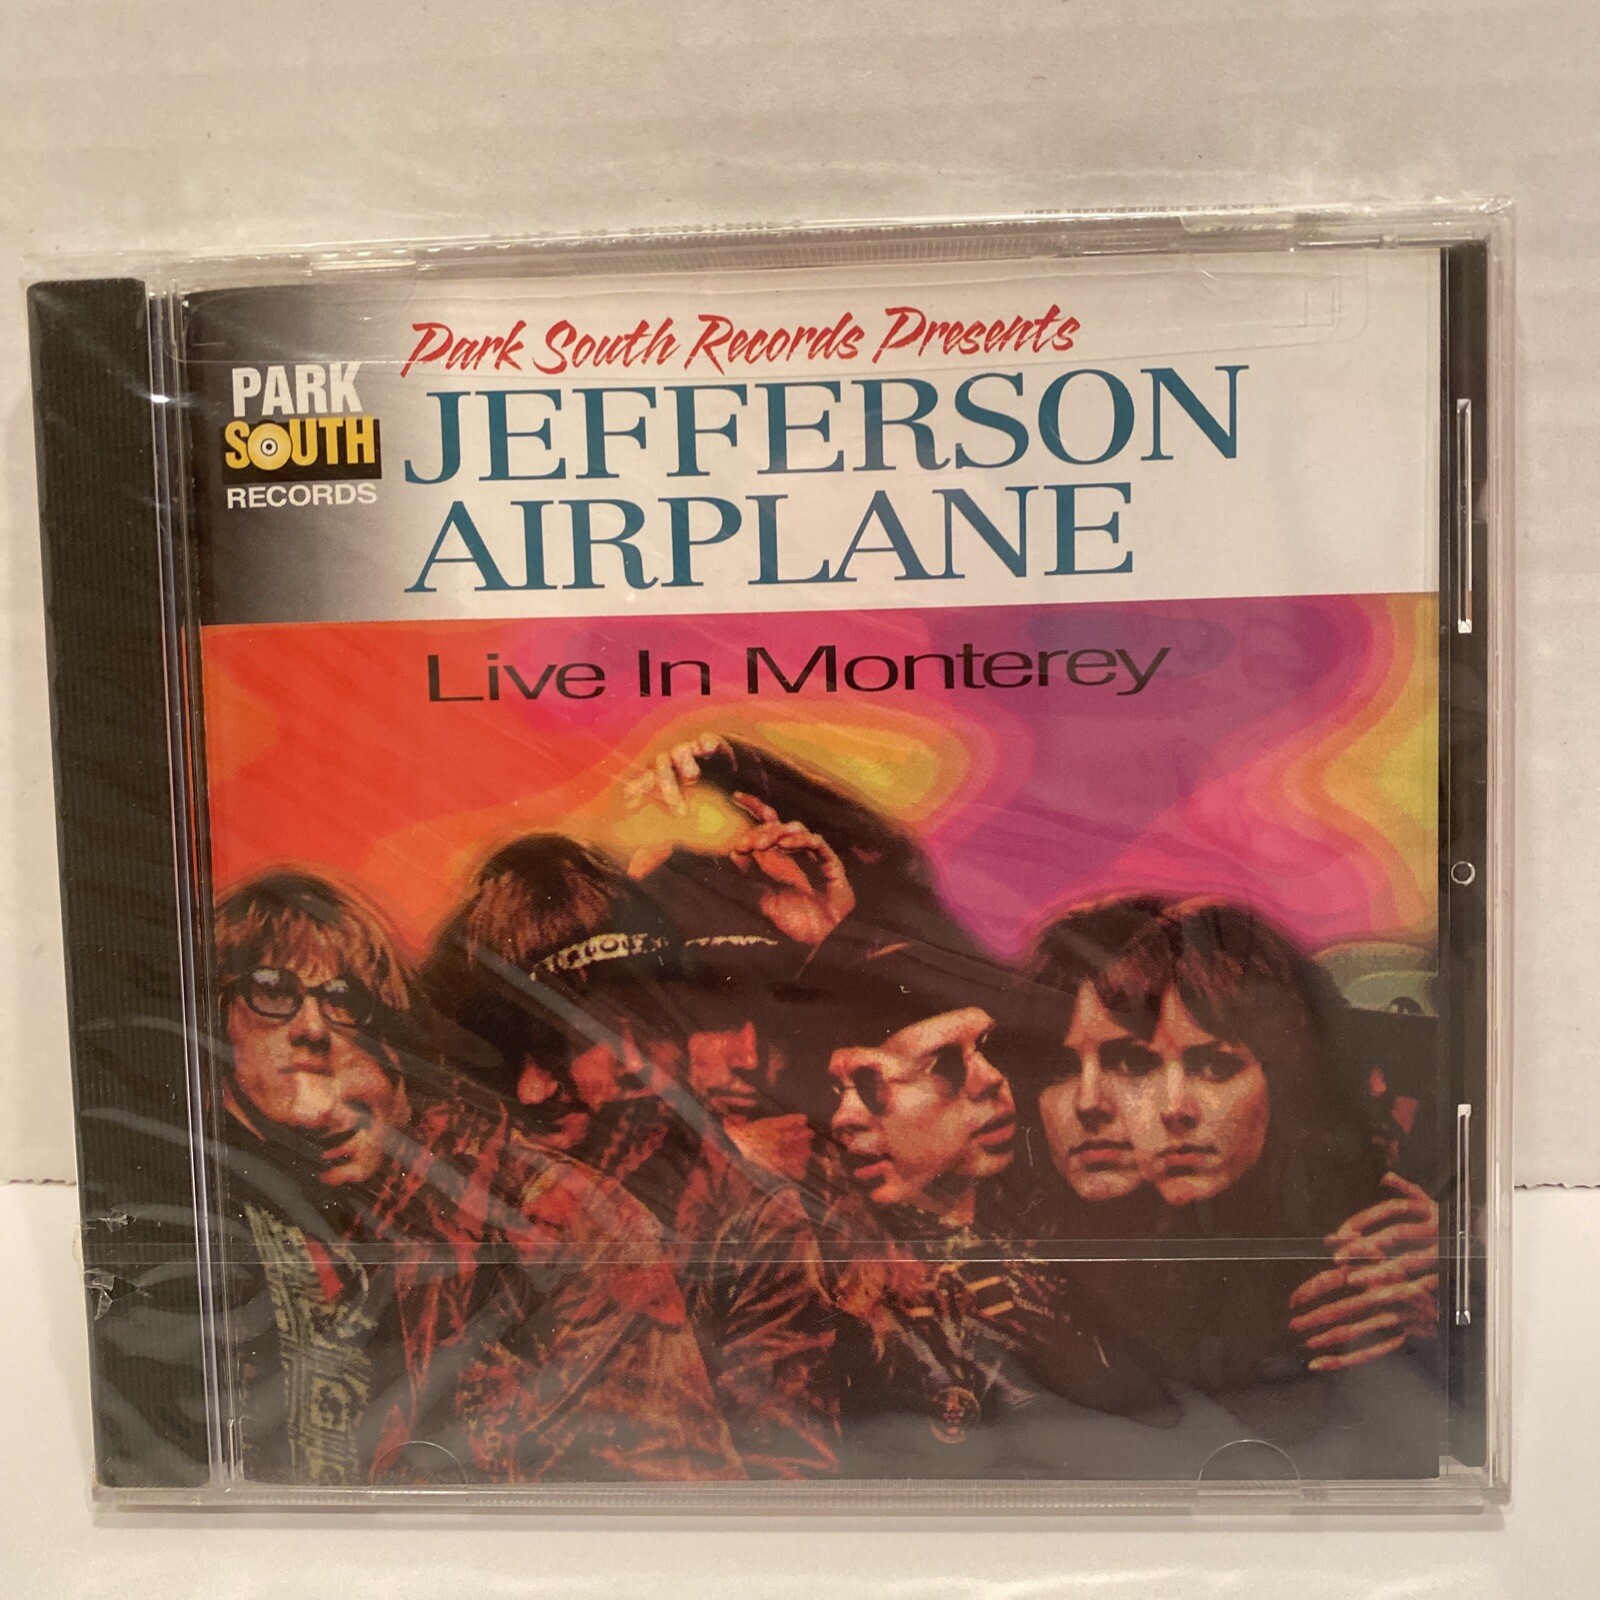 Park South Records Presents
PARK
SOUTH
RECORDS
JEFFERSON
AIRPLANE
Live In Monterey